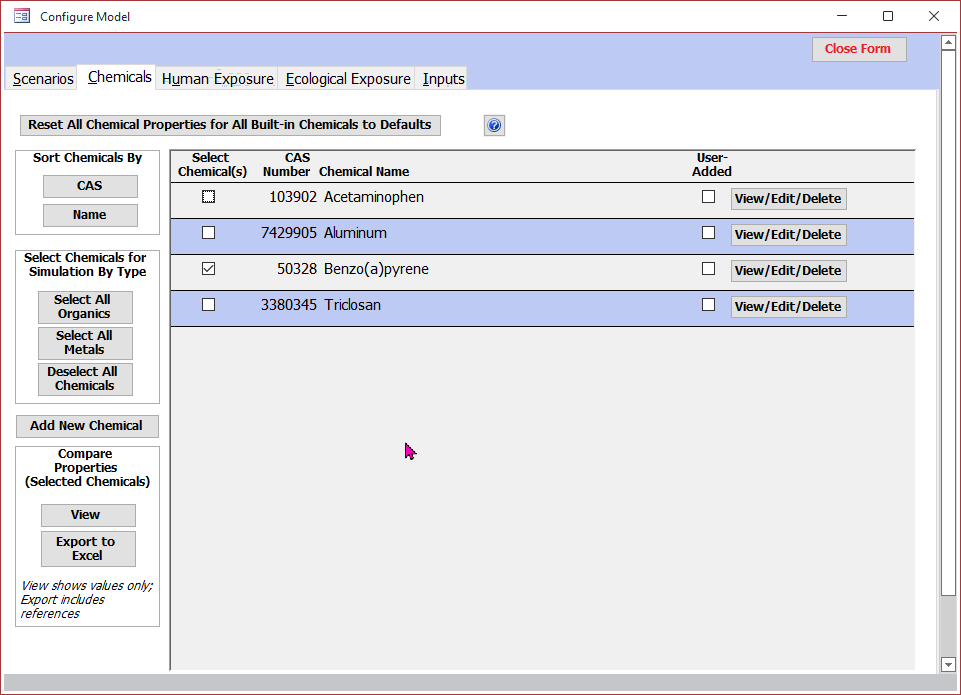 Configure Model
Close Form
Scenarios Chemicals Human Exposure Ecological Exposure Inputs
Reset All Chemical Properties for All Built-in Chemicals to Defaults ?
Sort Chemicals By
CAS
Name
Select Chemicals for
Simulation By Type
Select All
Organics
Select All
Metals
Deselect All
Chemicals
Add New Chemical
Compare
Properties
(Selected Chemicals)
View
Export to
Excel
View shows values only;
Export includes
references
Select CAS User-
Chemical(s) Number Chemical Name Added
103902 Acetaminophen View/Edit/Delete
7429905 Aluminum View/Edit/Delete
50328 Benzo(a)pyrene View/Edit/Delete
3380345 Triclosan View/Edit/Delete